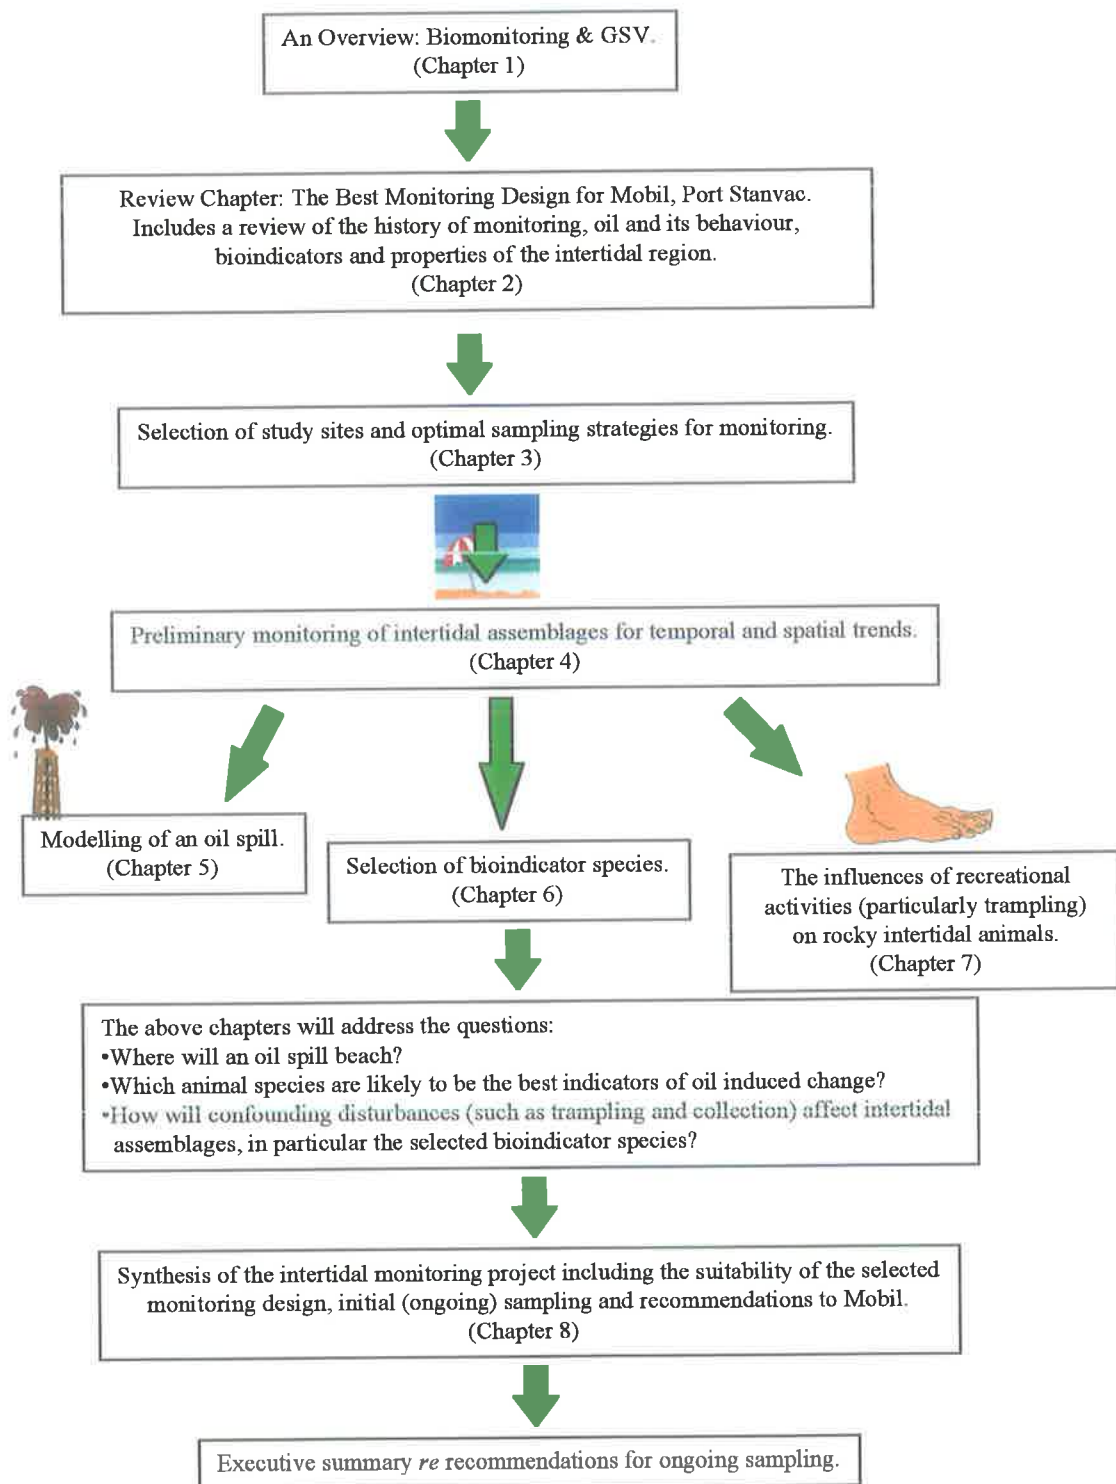 An Overview: Biomonitoring & GSV.
(Chapter 1)
Review Chapter: The Best Monitoring Design for Mobil, Port Stanvac.
Includes a review of the history of monitoring, oil and its behaviour,
bioindicators and properties of the intertidal region.
(Chapter 2)
Selection of study sites and optimal sampling strategies for monitoring.
(Chapter 3)
Preliminary monitoring of intertidal assemblages for temporal and spatial trends.
(Chapter 4)
Modelling of an oil spill.
(Chapter 5)
Selection of bioindicator species.
(Chapter 6)
The influences of recreational
activities (particularly trampling)
on rocky intertidal animals.
(Chapter 7)
The above chapters will address the questions:
•Where will an oil spill beach?
•Which animal species are likely to be the best indicators of oil induced change?
•How will confounding disturbances (such as trampling and collection) affect intertidal
assemblages, in particular the selected bioindicator species?
Synthesis of the intertidal monitoring project including the suitability of the selected
monitoring design, initial (ongoing) sampling and recommendations to Mobil.
(Chapter 8)
Executive summary re recommendations for ongoing sampling.